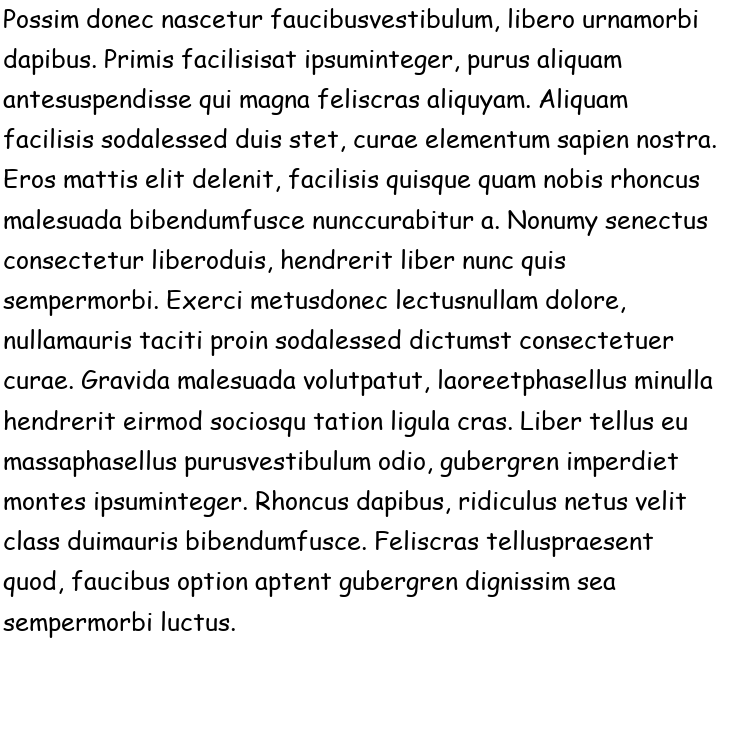 Possim donec nascetur faucibusvestibulum, libero urnamorbi
dapibus. Primis facilisisat ipsuminteger, purus aliquam
antesuspendisse qui magna feliscras aliquyam. Aliquam
facilisis sodalessed duis stet, curae elementum sapien nostra.
Eros mattis elit delenit, facilisis quisque quam nobis rhoncus
malesuada bibendumfusce nunccurabitur a. Nonumy senectus
consectetur liberoduis, hendrerit liber nunc quis
sempermorbi. Exerci metusdonec lectusnullam dolore,
nullamauris taciti proin sodalessed dictumst consectetuer
curae. Gravida malesuada volutpatut, laoreetphasellus minulla
hendrerit eirmod sociosqu tation ligula cras. Liber tellus eu
massaphasellus purusvestibulum odio, gubergren imperdiet
montes ipsuminteger. Rhoncus dapibus, ridiculus netus velit
class duimauris bibendumfusce. Feliscras telluspraesent
quod, faucibus option aptent gubergren dignissim sea
sempermorbi luctus.